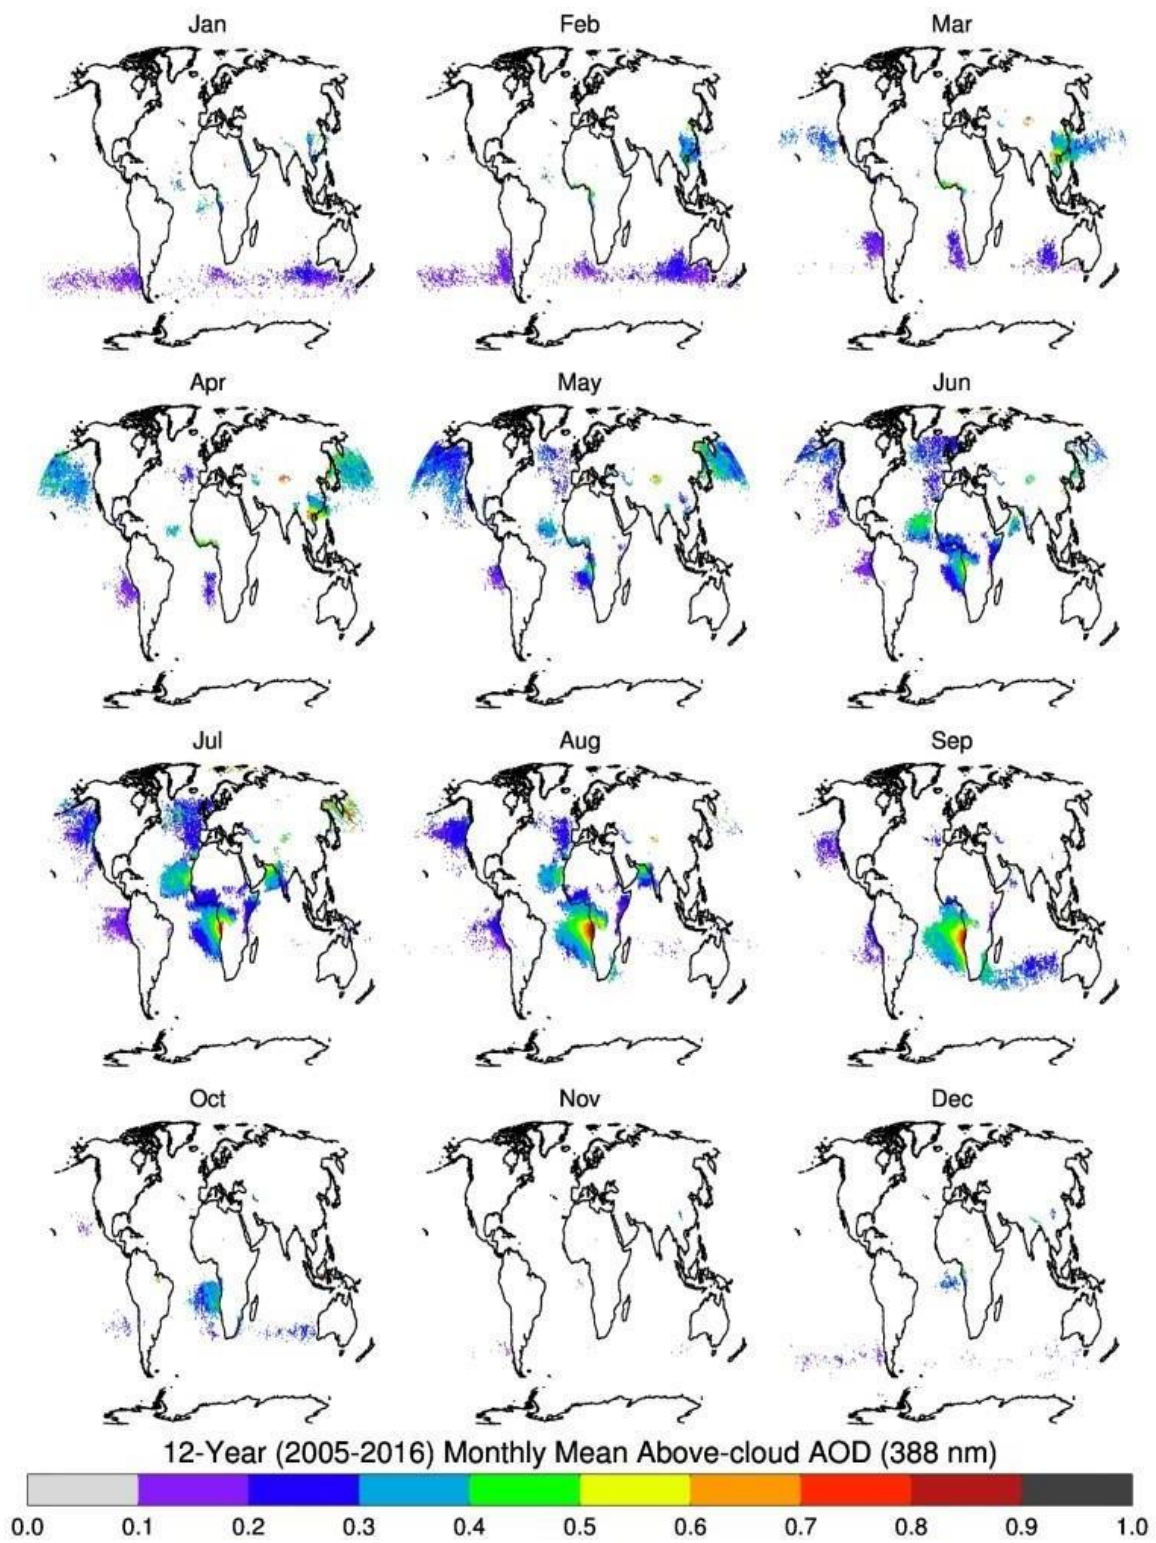 Jan Feb Mar
Apr May Jun
Jul Aug Sep
Oct Nov Dec
12-Year (2005-2016) Monthly Mean Above-cloud AOD (388 nm)
0.0 0.1 0.2 0.3 0.4 0.5 0.6 0.7 0.8 0.9 1.0